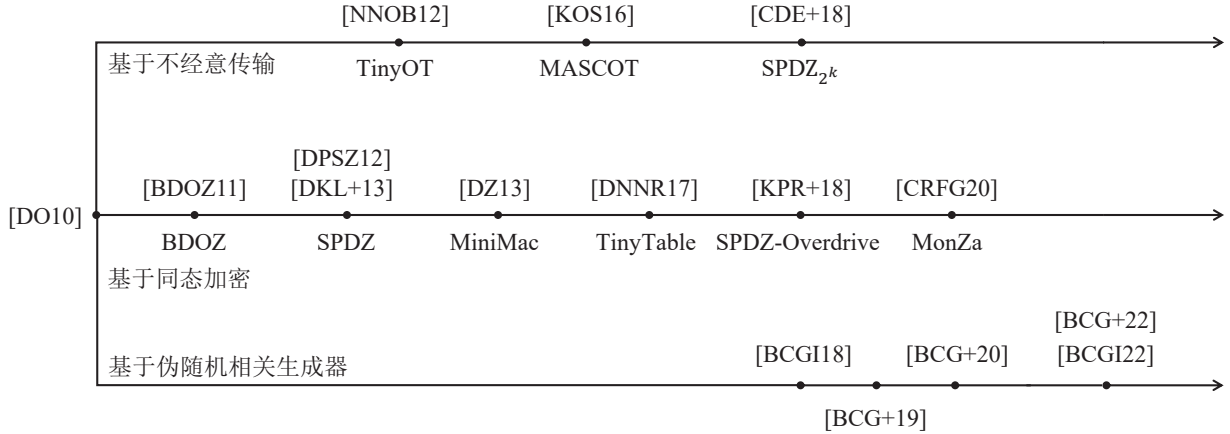 [NNOB12] [KOS16] [CDE+18]
基于不经意传输
TinyOT MASCOT SPDZ₂ᵏ
[DPSZ12]
[BDOZ11] [DKL+13] [DZ13] [DNNR17] [KPR+18] [CRFG20]
[DO10]
BDOZ SPDZ MiniMac TinyTable SPDZ-Overdrive MonZa
基于同态加密
[BCG+22]
基于伪随机相关生成器
[BCGI18] [BCG+20] [BCGI22]
[BCG+19]